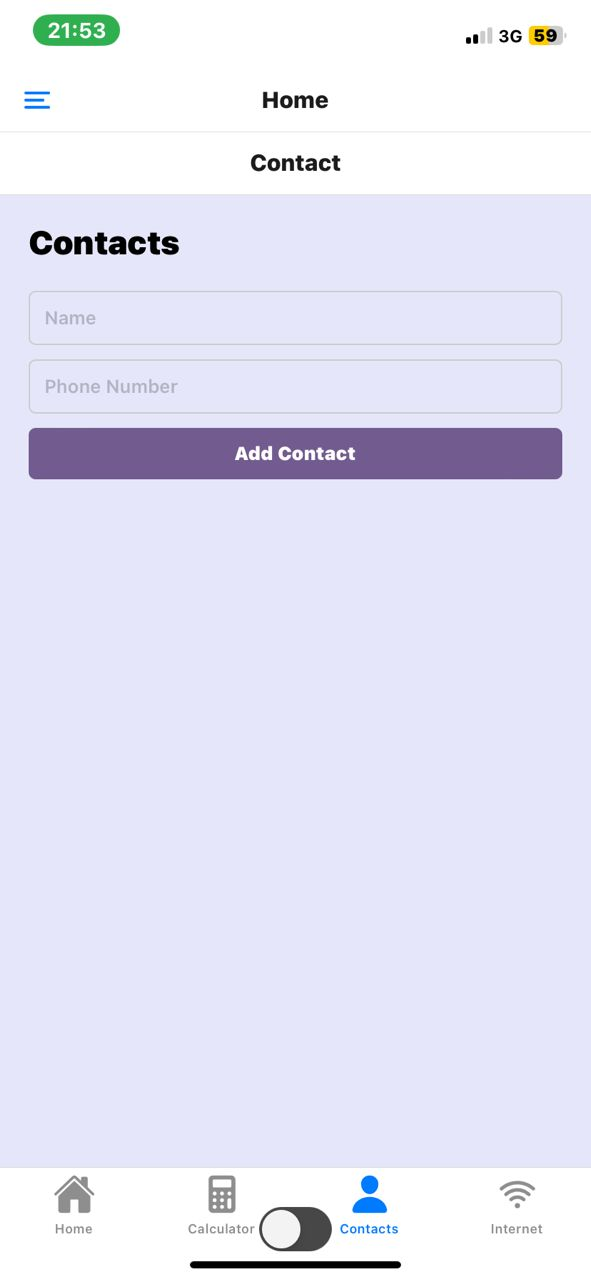 21:53
3G 59
Home
Contact
Contacts
Name
Phone Number
Add Contact
Home
Calculator
Contacts
Internet